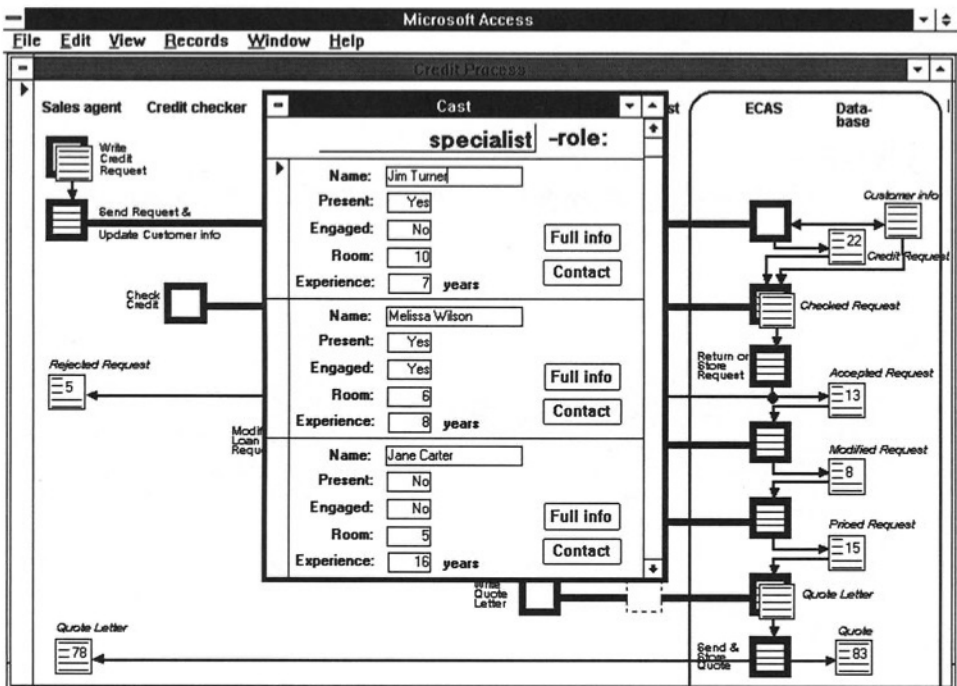 Microsoft Access
File Edit View Records Window Help
Credit Process
Sales agent Credit checker st ECAS Data-
base
Write
Credit
Request
Send Request &
Update Customer info
Check
Credit
Rejected Request
5
Modif
Loan
Requ
Quote Letter
78
Cast
specialist -role:
Name: Jim Turner
Present: Yes
Engaged: No
Room: 10
Experience: 7 years
Full info
Contact
Name: Melissa Wilson
Present: Yes
Engaged: Yes
Room: 6
Experience: 8 years
Full info
Contact
Name: Jane Carter
Present: No
Engaged: No
Room: 5
Experience: 16 years
Full info
Contact
Write
Quote
Letter
Customer info
22
Credit Request
Checked Request
Return or
Store
Request
Accepted Request
13
Modified Request
8
Priced Request
15
Quote Letter
Send &
Store
Quote
Quote
83